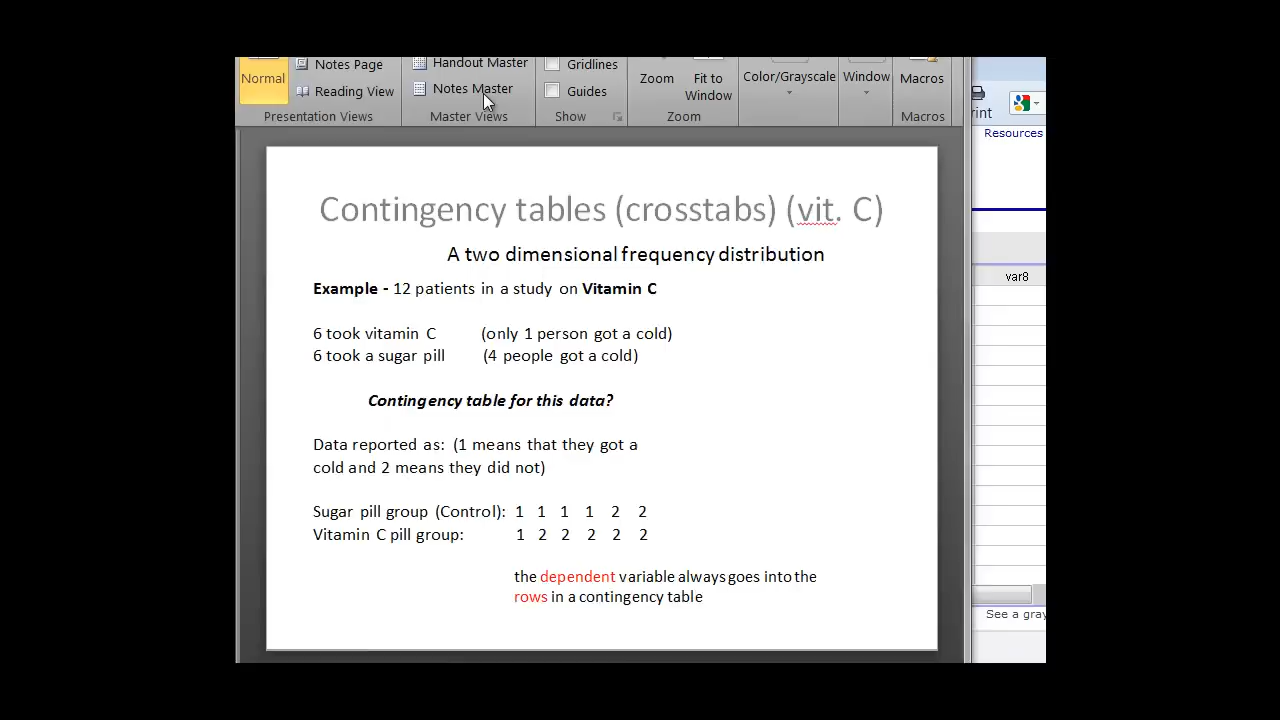 Normal
Notes Page
Reading View
Presentation Views
Handout Master
Notes Master
Master Views
Gridlines
Guides
Show
Zoom
Fit to
Window
Zoom
Color/Grayscale
Window
Macros
Macros
Resources
var8
Contingency tables (crosstabs) (vit. C)
A two dimensional frequency distribution
Example - 12 patients in a study on Vitamin C
6 took vitamin C (only 1 person got a cold)
6 took a sugar pill (4 people got a cold)
Contingency table for this data?
Data reported as: (1 means that they got a
cold and 2 means they did not)
Sugar pill group (Control): 1 1 1 1 2 2
Vitamin C pill group: 1 2 2 2 2 2
the dependent variable always goes into the
rows in a contingency table
See a gray